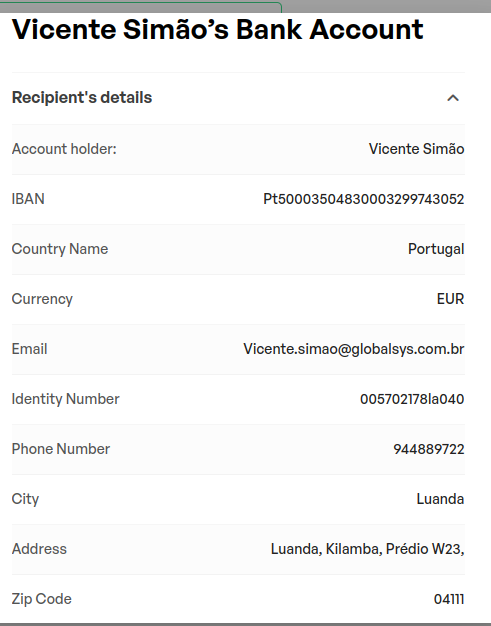 Vicente Simão’s Bank Account
Recipient's details
Account holder: Vicente Simão
IBAN Pt50003504830003299743052
Country Name Portugal
Currency EUR
Email Vicente.simao@globalsys.com.br
Identity Number 005702178la040
Phone Number 944889722
City Luanda
Address Luanda, Kilamba, Prédio W23,
Zip Code 04111